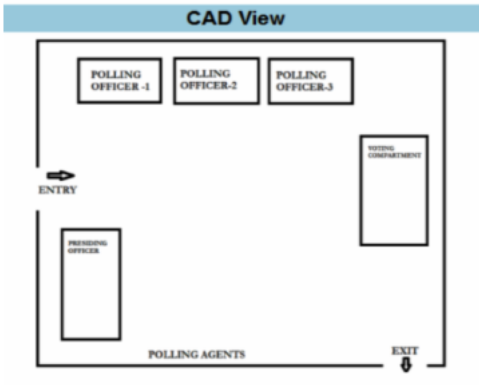 CAD View
POLLING
OFFICER -1
POLLING
OFFICER-2
POLLING
OFFICER-3
VOTING
COMPARTMENT
ENTRY
PRESIDING
OFFICER
POLLING AGENTS
EXIT